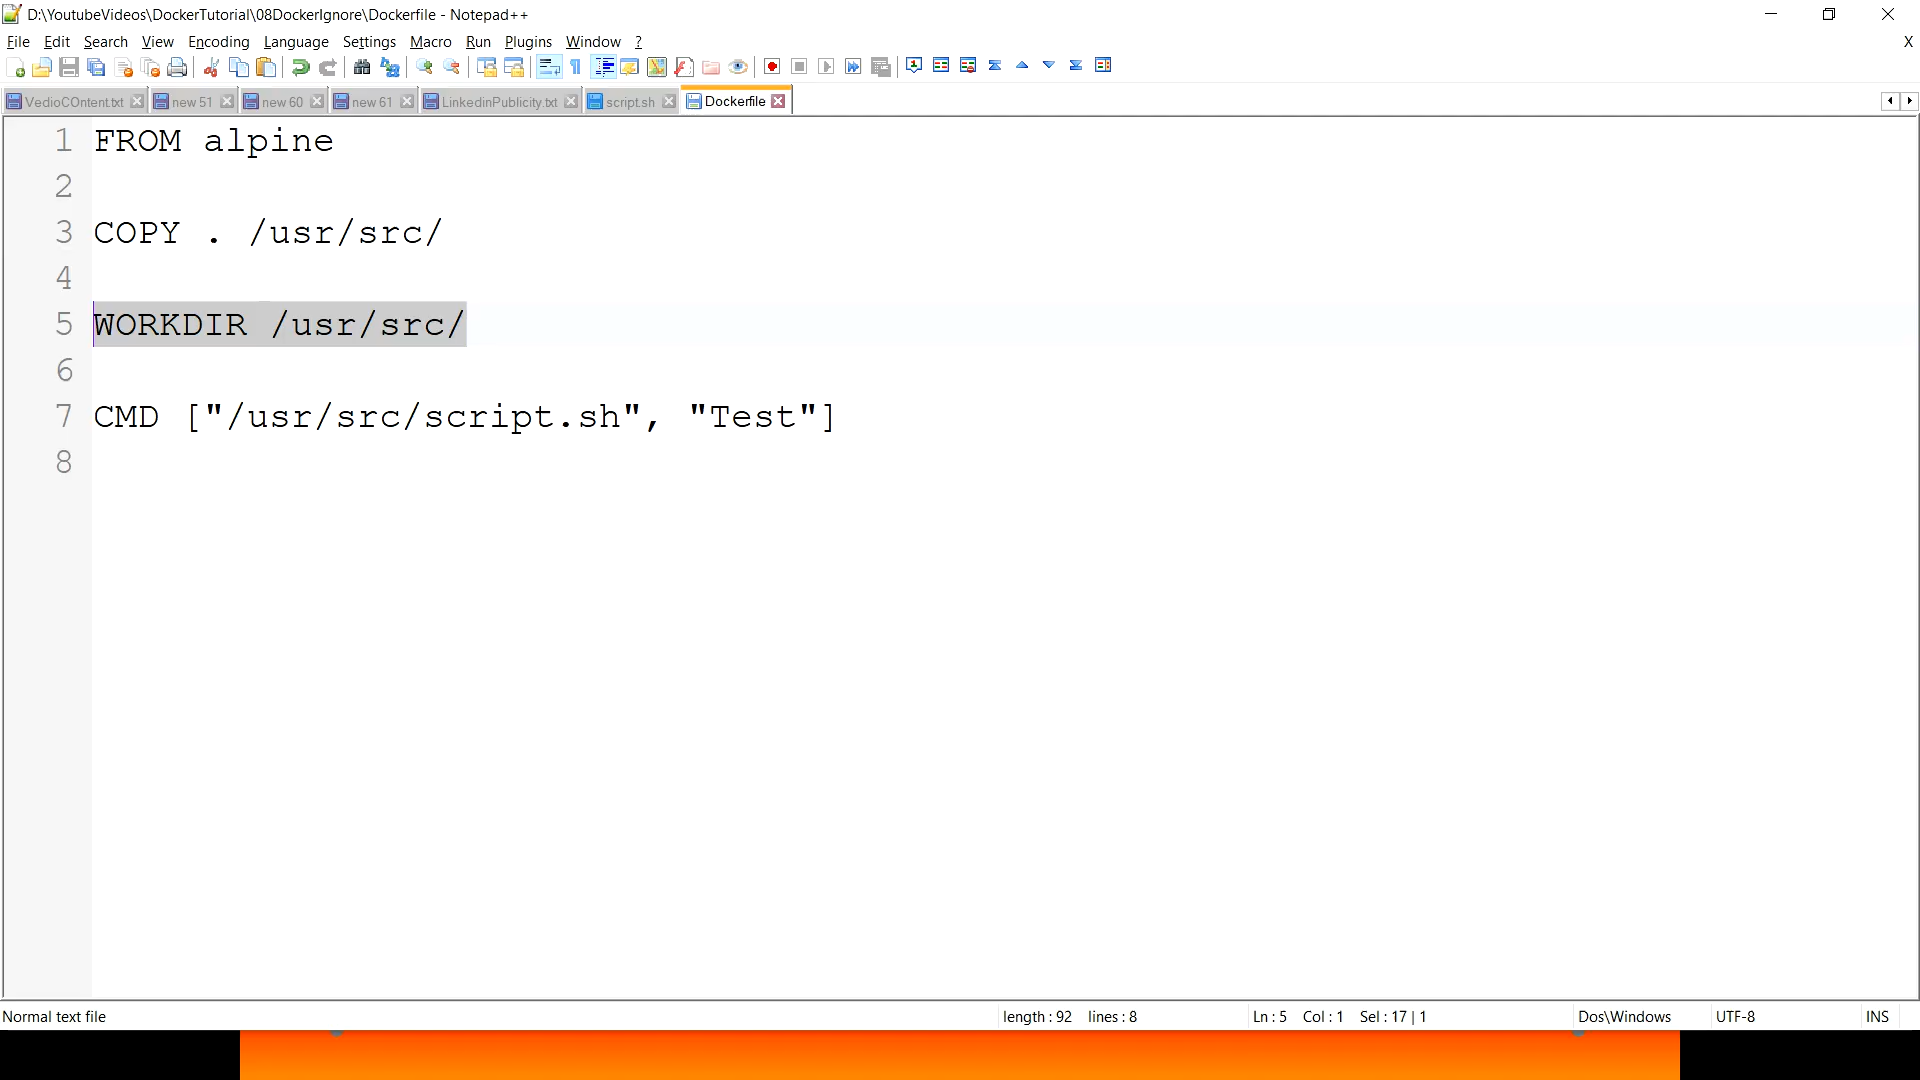 D:\YoutubeVideos\DockerTutorial\08DockerIgnore\Dockerfile - Notepad++
File Edit Search View Encoding Language Settings Macro Run Plugins Window ? X
VedioCOntent.txt new 51 new 60 new 61 LinkedinPublicity.txt script.sh Dockerfile
1 FROM alpine
2
3 COPY . /usr/src/
4
5 WORKDIR /usr/src/
6
7 CMD ["/usr/src/script.sh", "Test"]
8
Normal text file length : 92 lines : 8 Ln : 5 Col : 1 Sel : 17 | 1 Dos\Windows UTF-8 INS